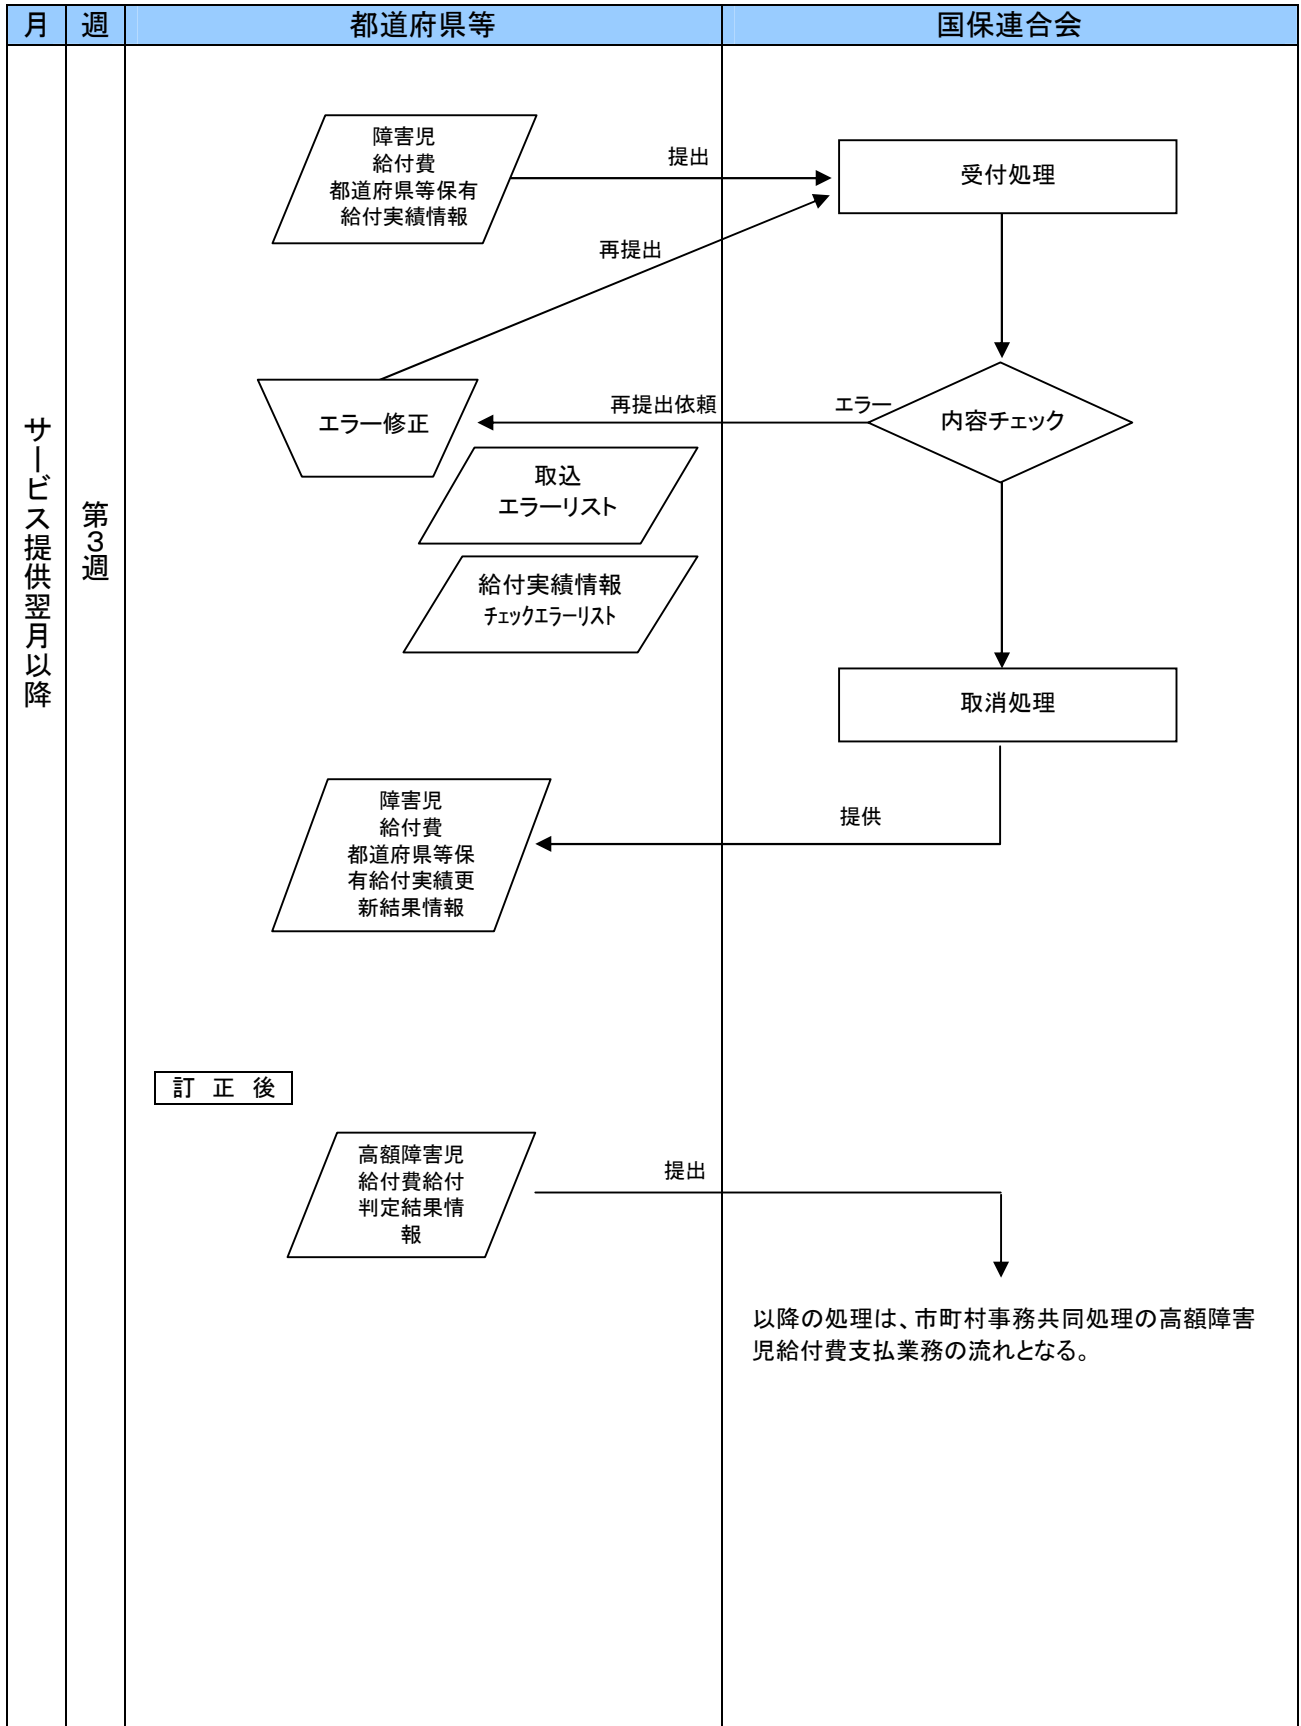 月 週 都道府県等 国保連合会
サービス提供翌月以降
第3週
障害児
給付費
都道府県等保有
給付実績情報
提出
受付処理
再提出
エラー修正
再提出依頼
エラー
内容チェック
取込
エラーリスト
給付実績情報
ﾁｪｯｸｴﾗｰﾘｽﾄ
取消処理
障害児
給付費
都道府県等保
有給付実績更
新結果情報
提供
訂 正 後
高額障害児
給付費給付
判定結果情
報
提出
以降の処理は、市町村事務共同処理の高額障害
児給付費支払業務の流れとなる。